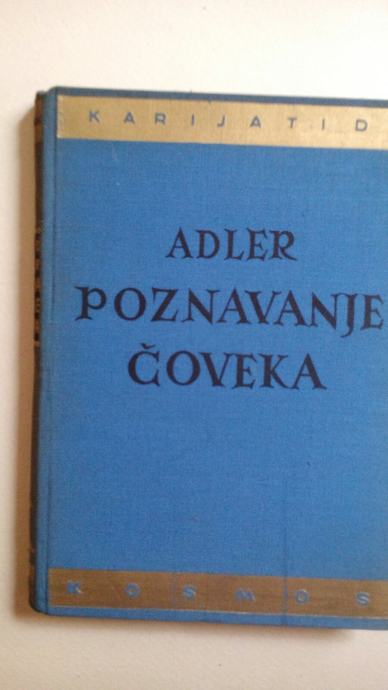 KARIJATID
ADLER
POZNAVANJE
ČOVEKA
KOSMOS